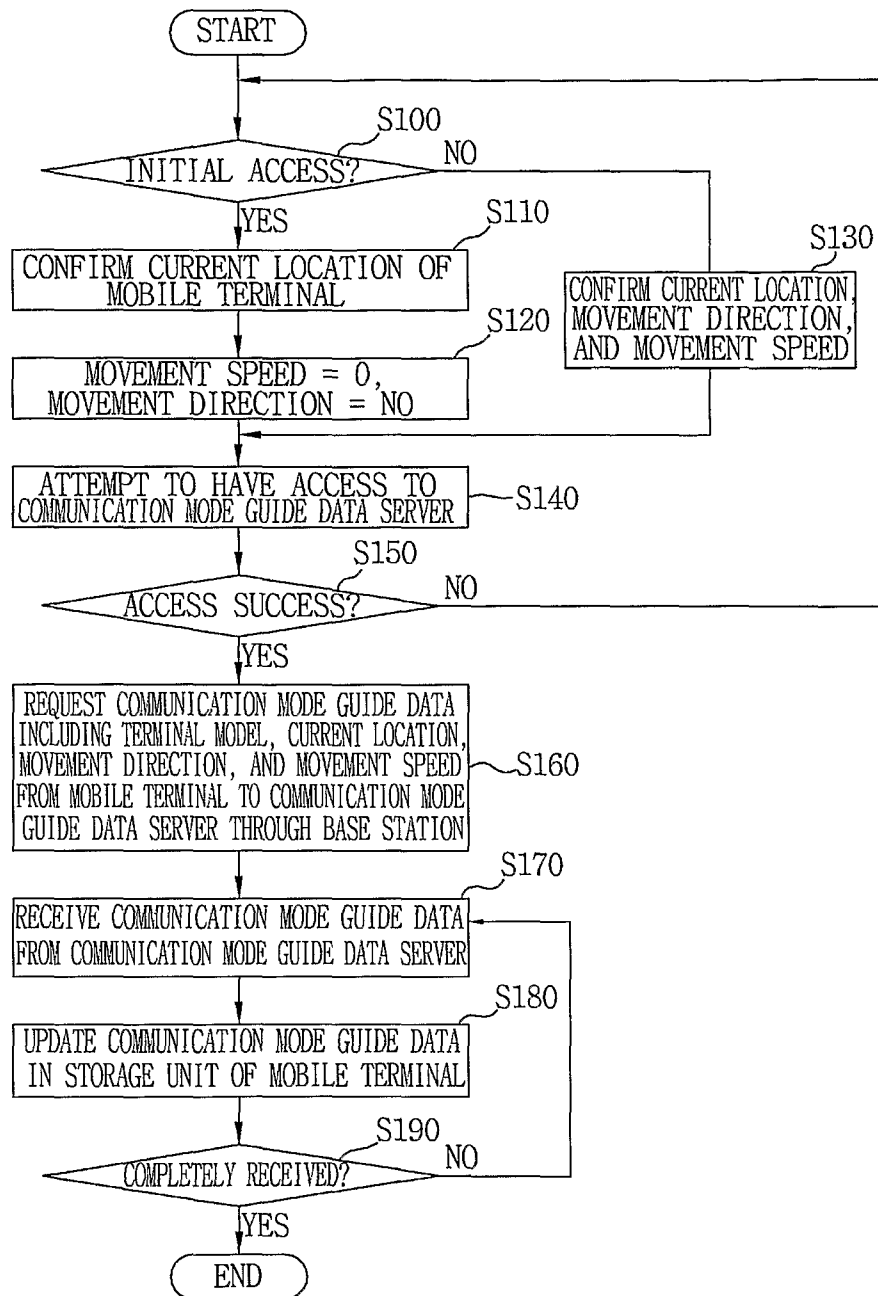 START
S100
INITIAL ACCESS?
NO
YES
S110
CONFIRM CURRENT LOCATION OF
MOBILE TERMINAL
S130
CONFIRM CURRENT LOCATION,
MOVEMENT DIRECTION,
AND MOVEMENT SPEED
S120
MOVEMENT SPEED = 0,
MOVEMENT DIRECTION = NO
ATTEMPT TO HAVE ACCESS TO
COMMUNICATION MODE GUIDE DATA SERVER
S140
S150
ACCESS SUCCESS?
NO
YES
REQUEST COMMUNICATION MODE GUIDE DATA
INCLUDING TERMINAL MODEL, CURRENT LOCATION,
MOVEMENT DIRECTION, AND MOVEMENT SPEED
FROM MOBILE TERMINAL TO COMMUNICATION MODE
GUIDE DATA SERVER THROUGH BASE STATION
S160
S170
RECEIVE COMMUNICATION MODE GUIDE DATA
FROM COMMUNICATION MODE GUIDE DATA SERVER
S180
UPDATE COMMUNICATION MODE GUIDE DATA
IN STORAGE UNIT OF MOBILE TERMINAL
S190
COMPLETELY RECEIVED?
NO
YES
END